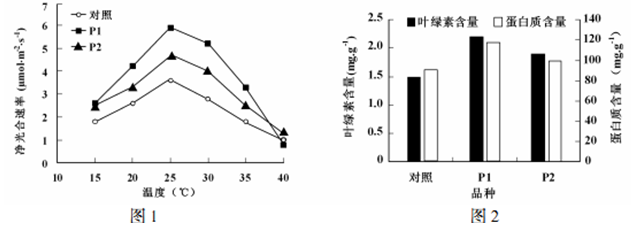 对照
P1
P2
净光合速率 (μmol·m⁻²·s⁻¹)
7
6
5
4
3
2
1
0
10 15 20 25 30 35 40
温度(℃)
图1
叶绿素含量 蛋白质含量
叶绿素含量(mg.g⁻¹)
2.5
2.0
1.5
1.0
0.5
0.0
140
120
100
80
60
40
20
0
蛋白质含量(mg.g⁻¹)
对照 P1 P2
品种
图2